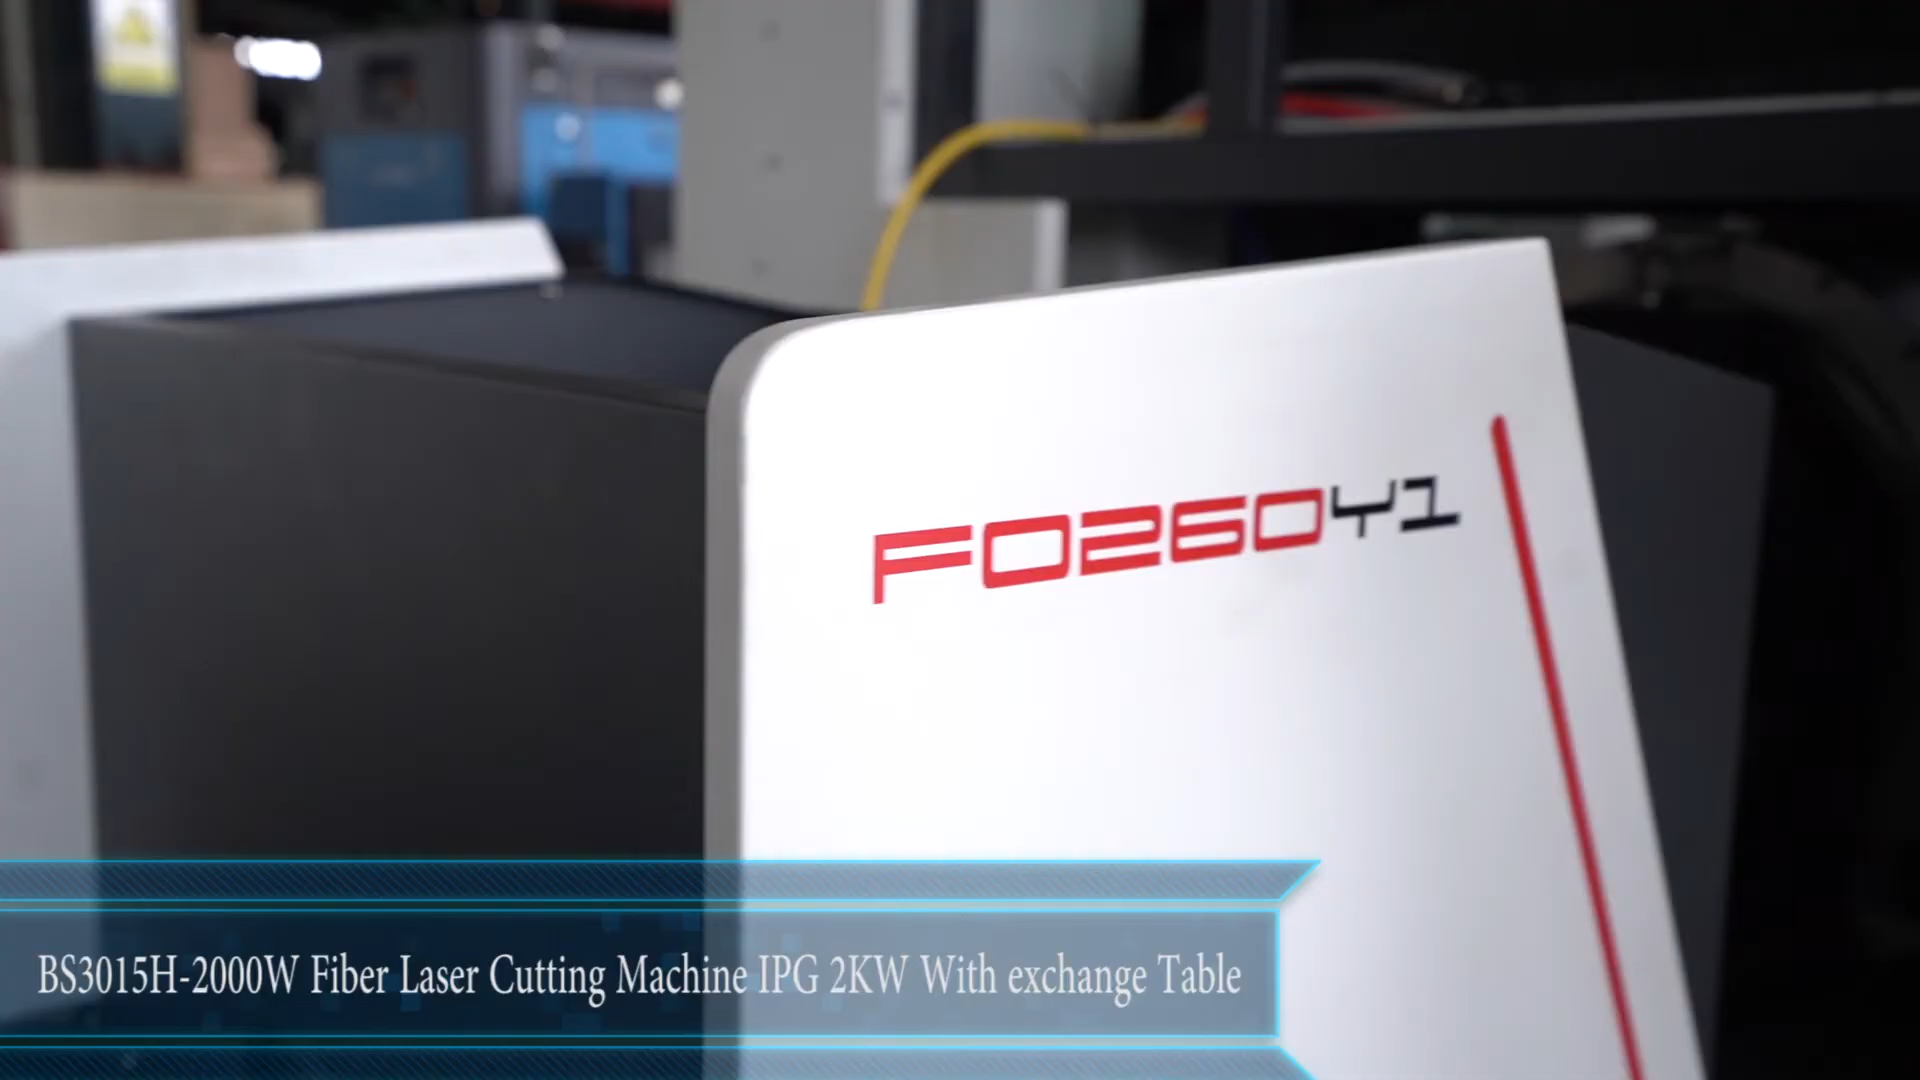 FO260Y1
BS3015H-2000W Fiber Laser Cutting Machine IPG 2KW With exchange Table